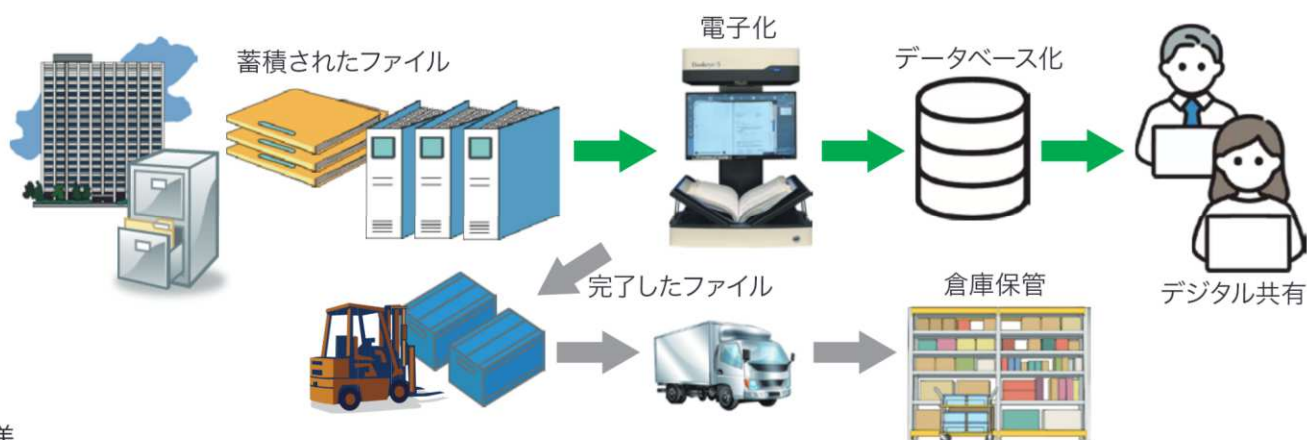 蓄積されたファイル
電子化
データベース化
デジタル共有
完了したファイル
倉庫保管